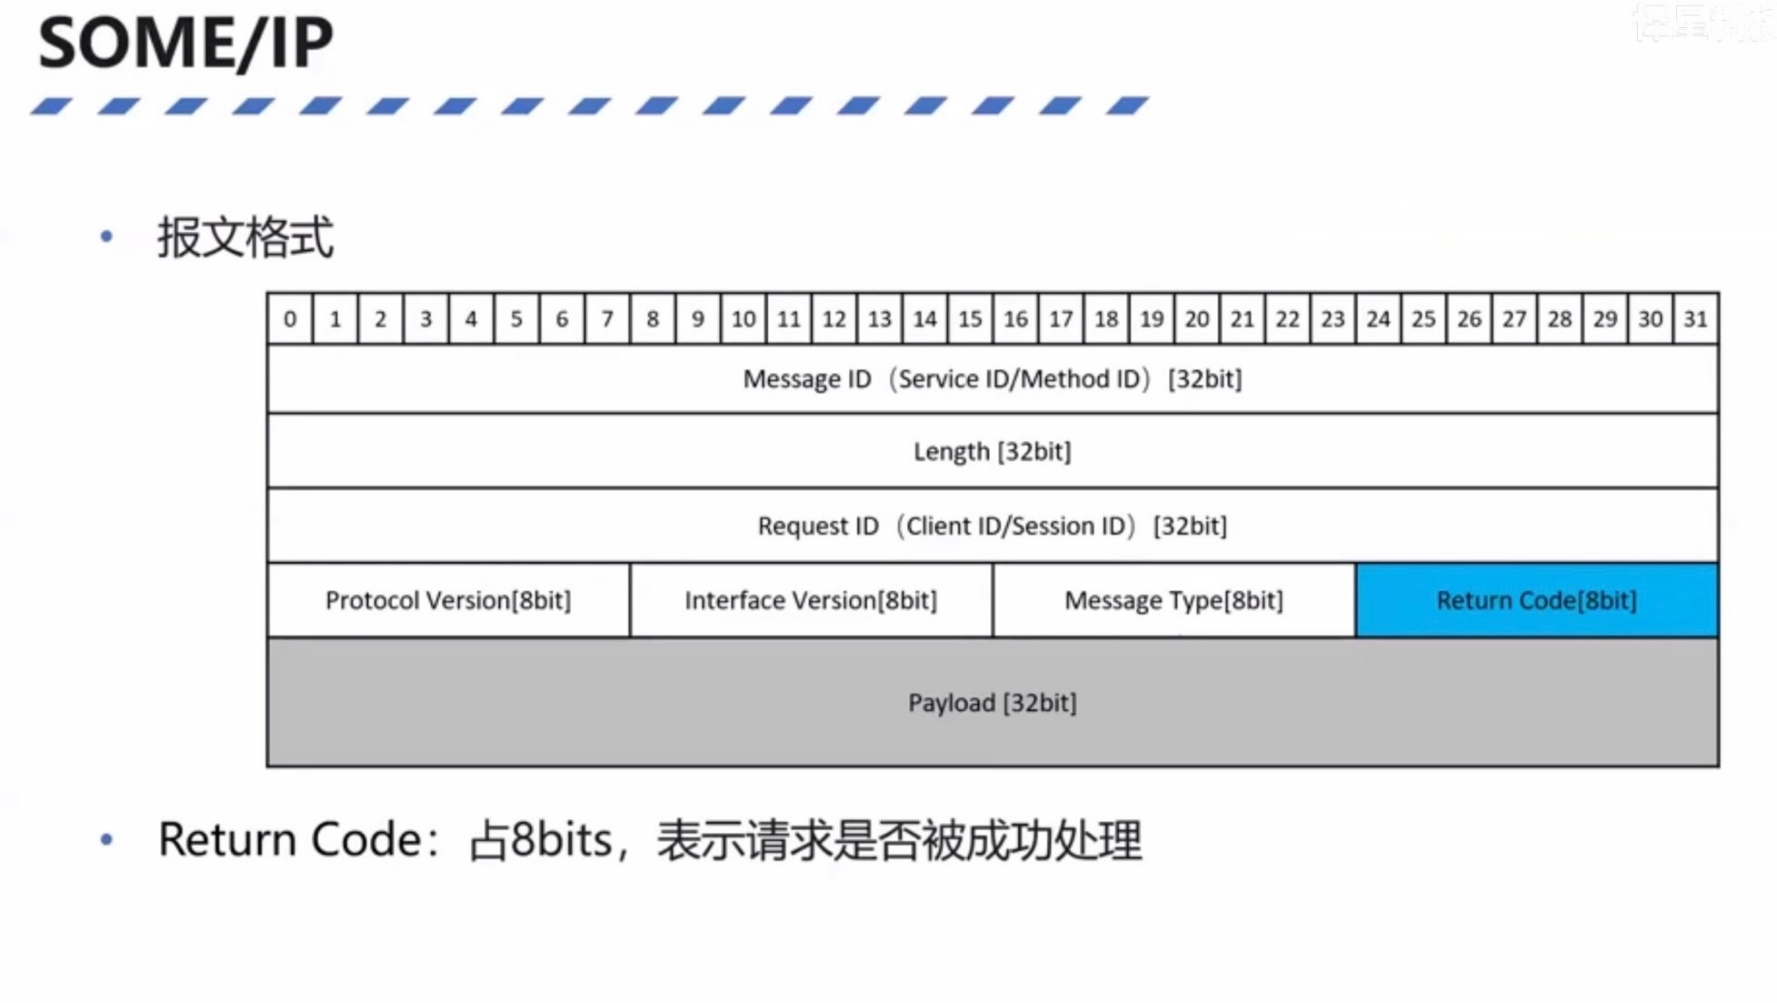 SOME/IP
• 报文格式
0 1 2 3 4 5 6 7 8 9 10 11 12 13 14 15 16 17 18 19 20 21 22 23 24 25 26 27 28 29 30 31
Message ID（Service ID/Method ID）[32bit]
Length [32bit]
Request ID（Client ID/Session ID）[32bit]
Protocol Version[8bit] Interface Version[8bit] Message Type[8bit] Return Code[8bit]
Payload [32bit]
• Return Code：占8bits，表示请求是否被成功处理